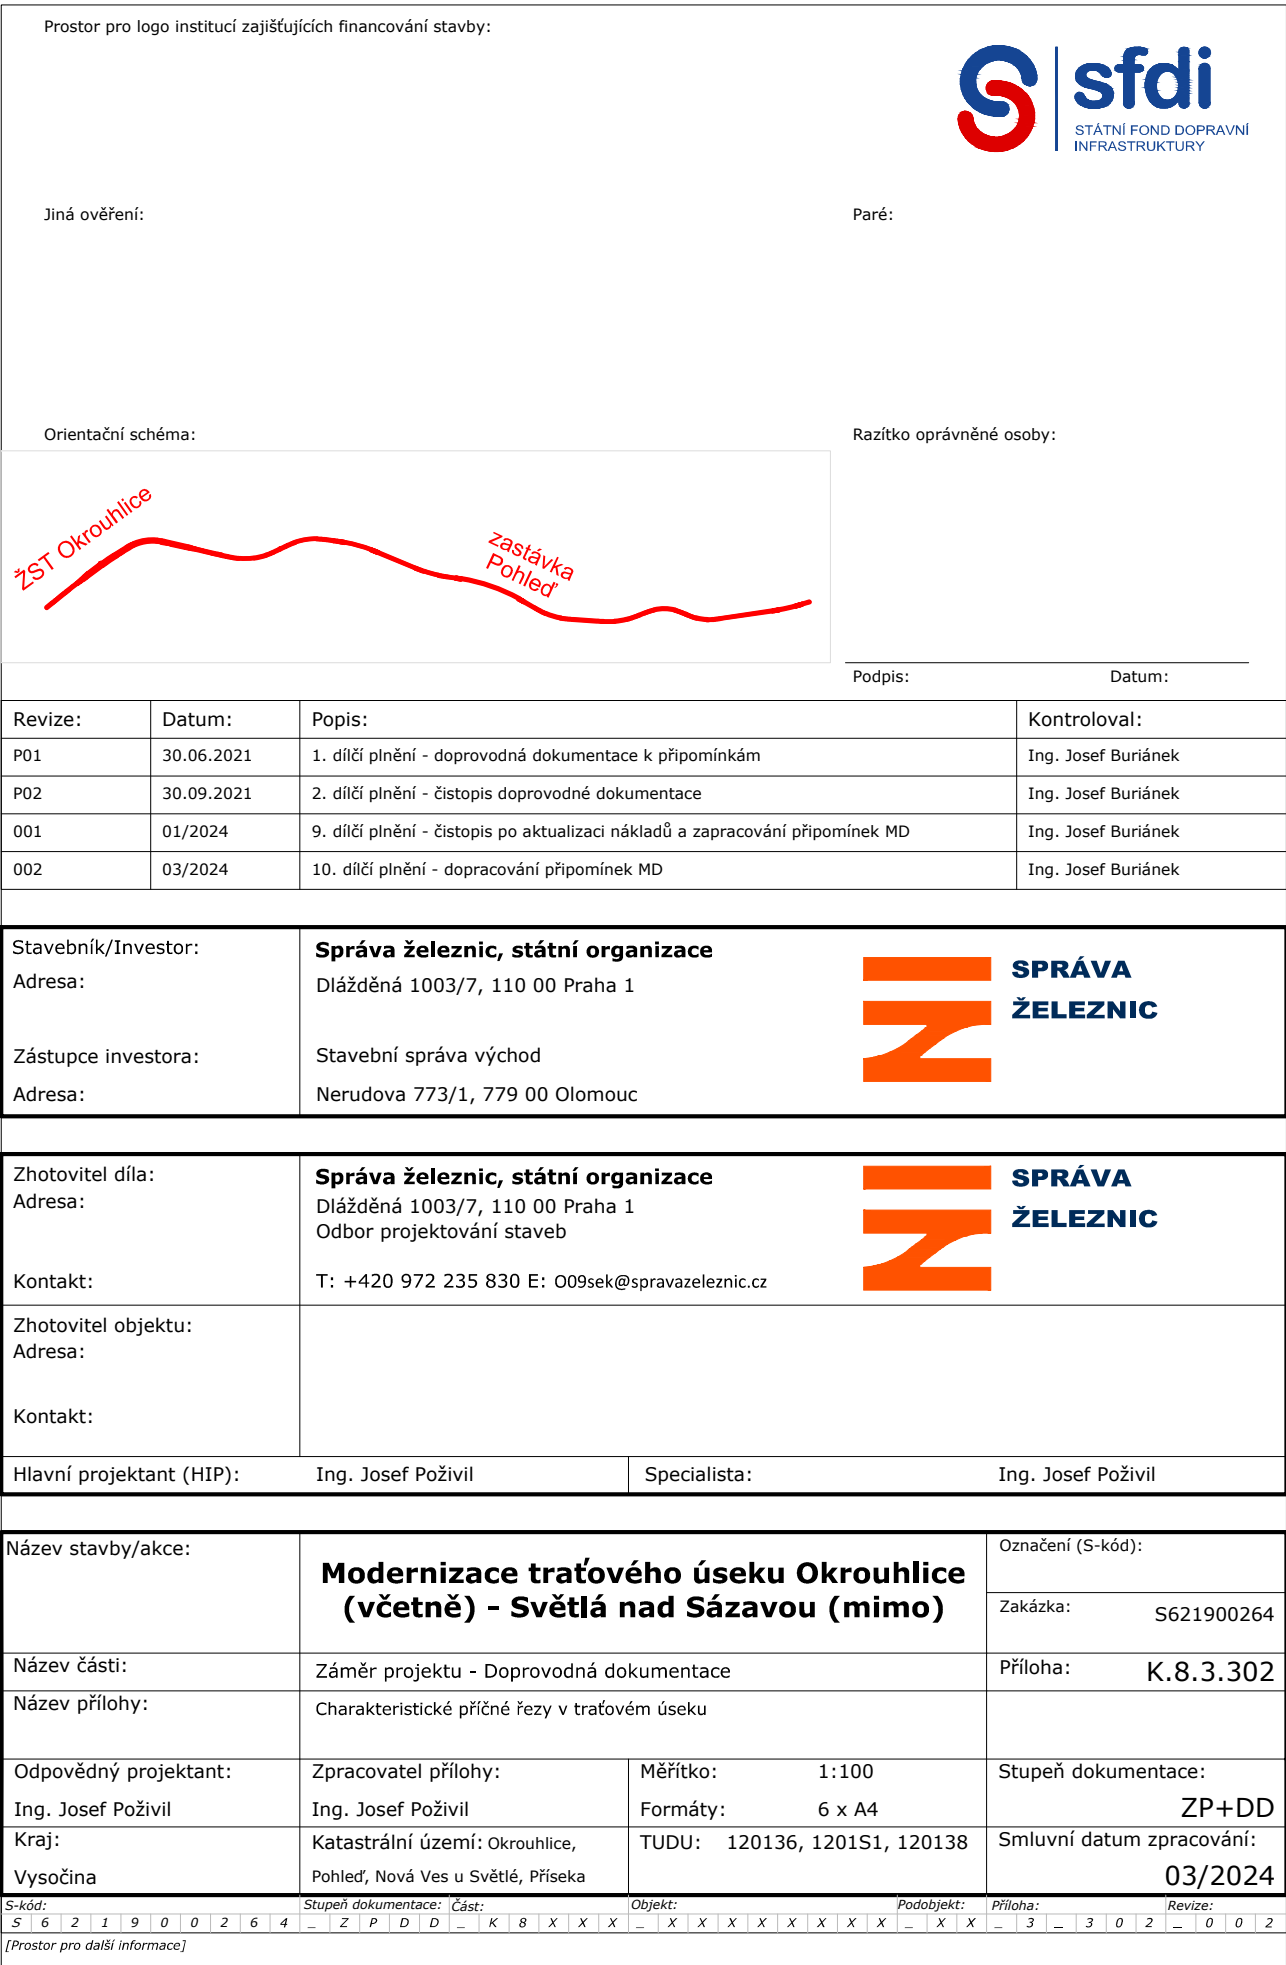 Prostor pro logo institucí zajišťujících financování stavby:
sfdi
STÁTNÍ FOND DOPRAVNÍ
INFRASTRUKTURY
Jiná ověření:
Paré:
Orientační schéma:
Razítko oprávněné osoby:
ŽST Okrouhlice
zastávka
Pohleď
Podpis: Datum:
Revize: Datum: Popis: Kontroloval:
P01 30.06.2021 1. dílčí plnění - doprovodná dokumentace k připomínkám Ing. Josef Buriánek
P02 30.09.2021 2. dílčí plnění - čistopis doprovodné dokumentace Ing. Josef Buriánek
001 01/2024 9. dílčí plnění - čistopis po aktualizaci nákladů a zapracování připomínek MD Ing. Josef Buriánek
002 03/2024 10. dílčí plnění - dopracování připomínek MD Ing. Josef Buriánek
Stavebník/Investor: Správa železnic, státní organizace
Adresa: Dlážděná 1003/7, 110 00 Praha 1
SPRÁVA
ŽELEZNIC
Zástupce investora: Stavební správa východ
Adresa: Nerudova 773/1, 779 00 Olomouc
Zhotovitel díla: Správa železnic, státní organizace
Adresa: Dlážděná 1003/7, 110 00 Praha 1
Odbor projektování staveb
SPRÁVA
ŽELEZNIC
Kontakt: T: +420 972 235 830 E: O09sek@spravazeleznic.cz
Zhotovitel objektu:
Adresa:
Kontakt:
Hlavní projektant (HIP): Ing. Josef Poživil Specialista: Ing. Josef Poživil
Název stavby/akce:
Modernizace traťového úseku Okrouhlice
(včetně) - Světlá nad Sázavou (mimo)
Označení (S-kód):
Zakázka: S621900264
Název části: Záměr projektu - Doprovodná dokumentace Příloha: K.8.3.302
Název přílohy: Charakteristické příčné řezy v traťovém úseku
Odpovědný projektant: Zpracovatel přílohy: Měřítko: 1:100 Stupeň dokumentace:
Ing. Josef Poživil Ing. Josef Poživil Formáty: 6 x A4 ZP+DD
Kraj: Katastrální území: Okrouhlice, TUDU: 120136, 1201S1, 120138 Smluvní datum zpracování:
Vysočina Pohleď, Nová Ves u Světlé, Příseka 03/2024
S-kód: Stupeň dokumentace: Část: Objekt: Podobjekt: Příloha: Revize:
S 6 2 1 9 0 0 2 6 4 _ Z P D D _ K 8 X X X _ X X X X X X X X _ X X _ 3 _ 3 0 2 _ 0 0 2
[Prostor pro další informace]